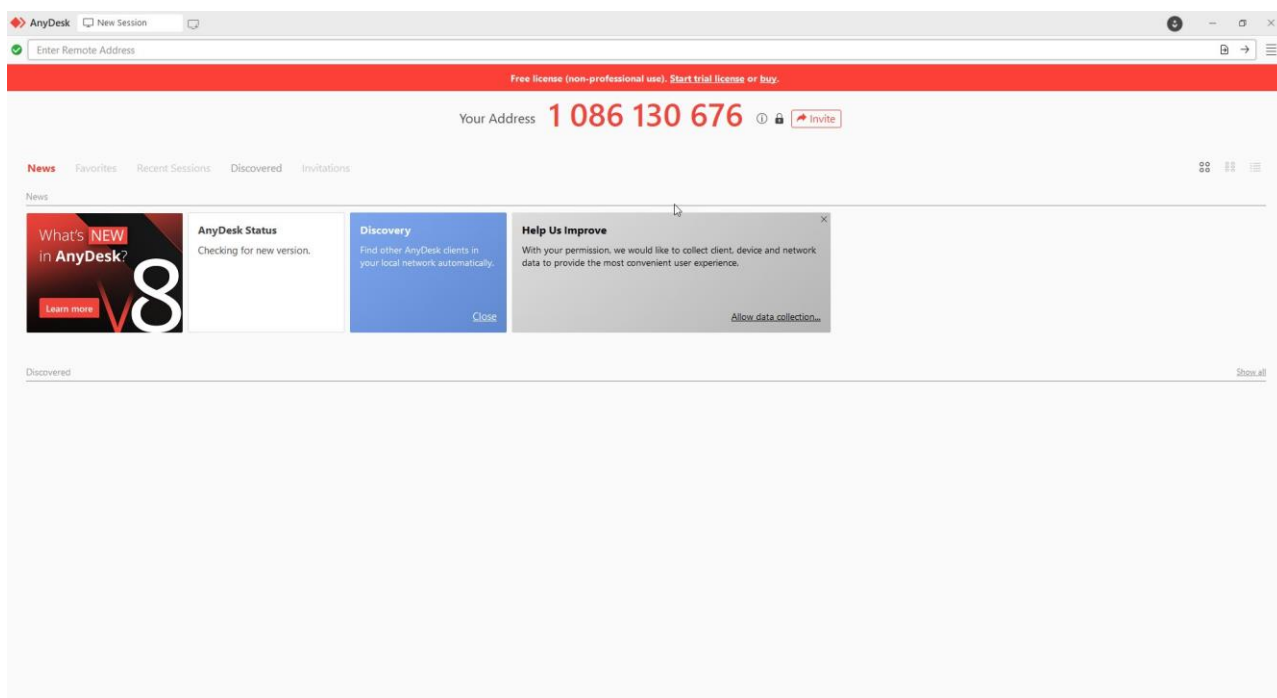 AnyDesk New Session
Enter Remote Address
Free license (non-professional use). Start trial license or buy.
Your Address 1 086 130 676 Invite
News Favorites Recent Sessions Discovered Invitations
News
What's NEW
in AnyDesk?
V8
Learn more
AnyDesk Status
Checking for new version.
Discovery
Find other AnyDesk clients in
your local network automatically.
Close
Help Us Improve
With your permission, we would like to collect client, device and network
data to provide the most convenient user experience.
Allow data collection...
Discovered Show all